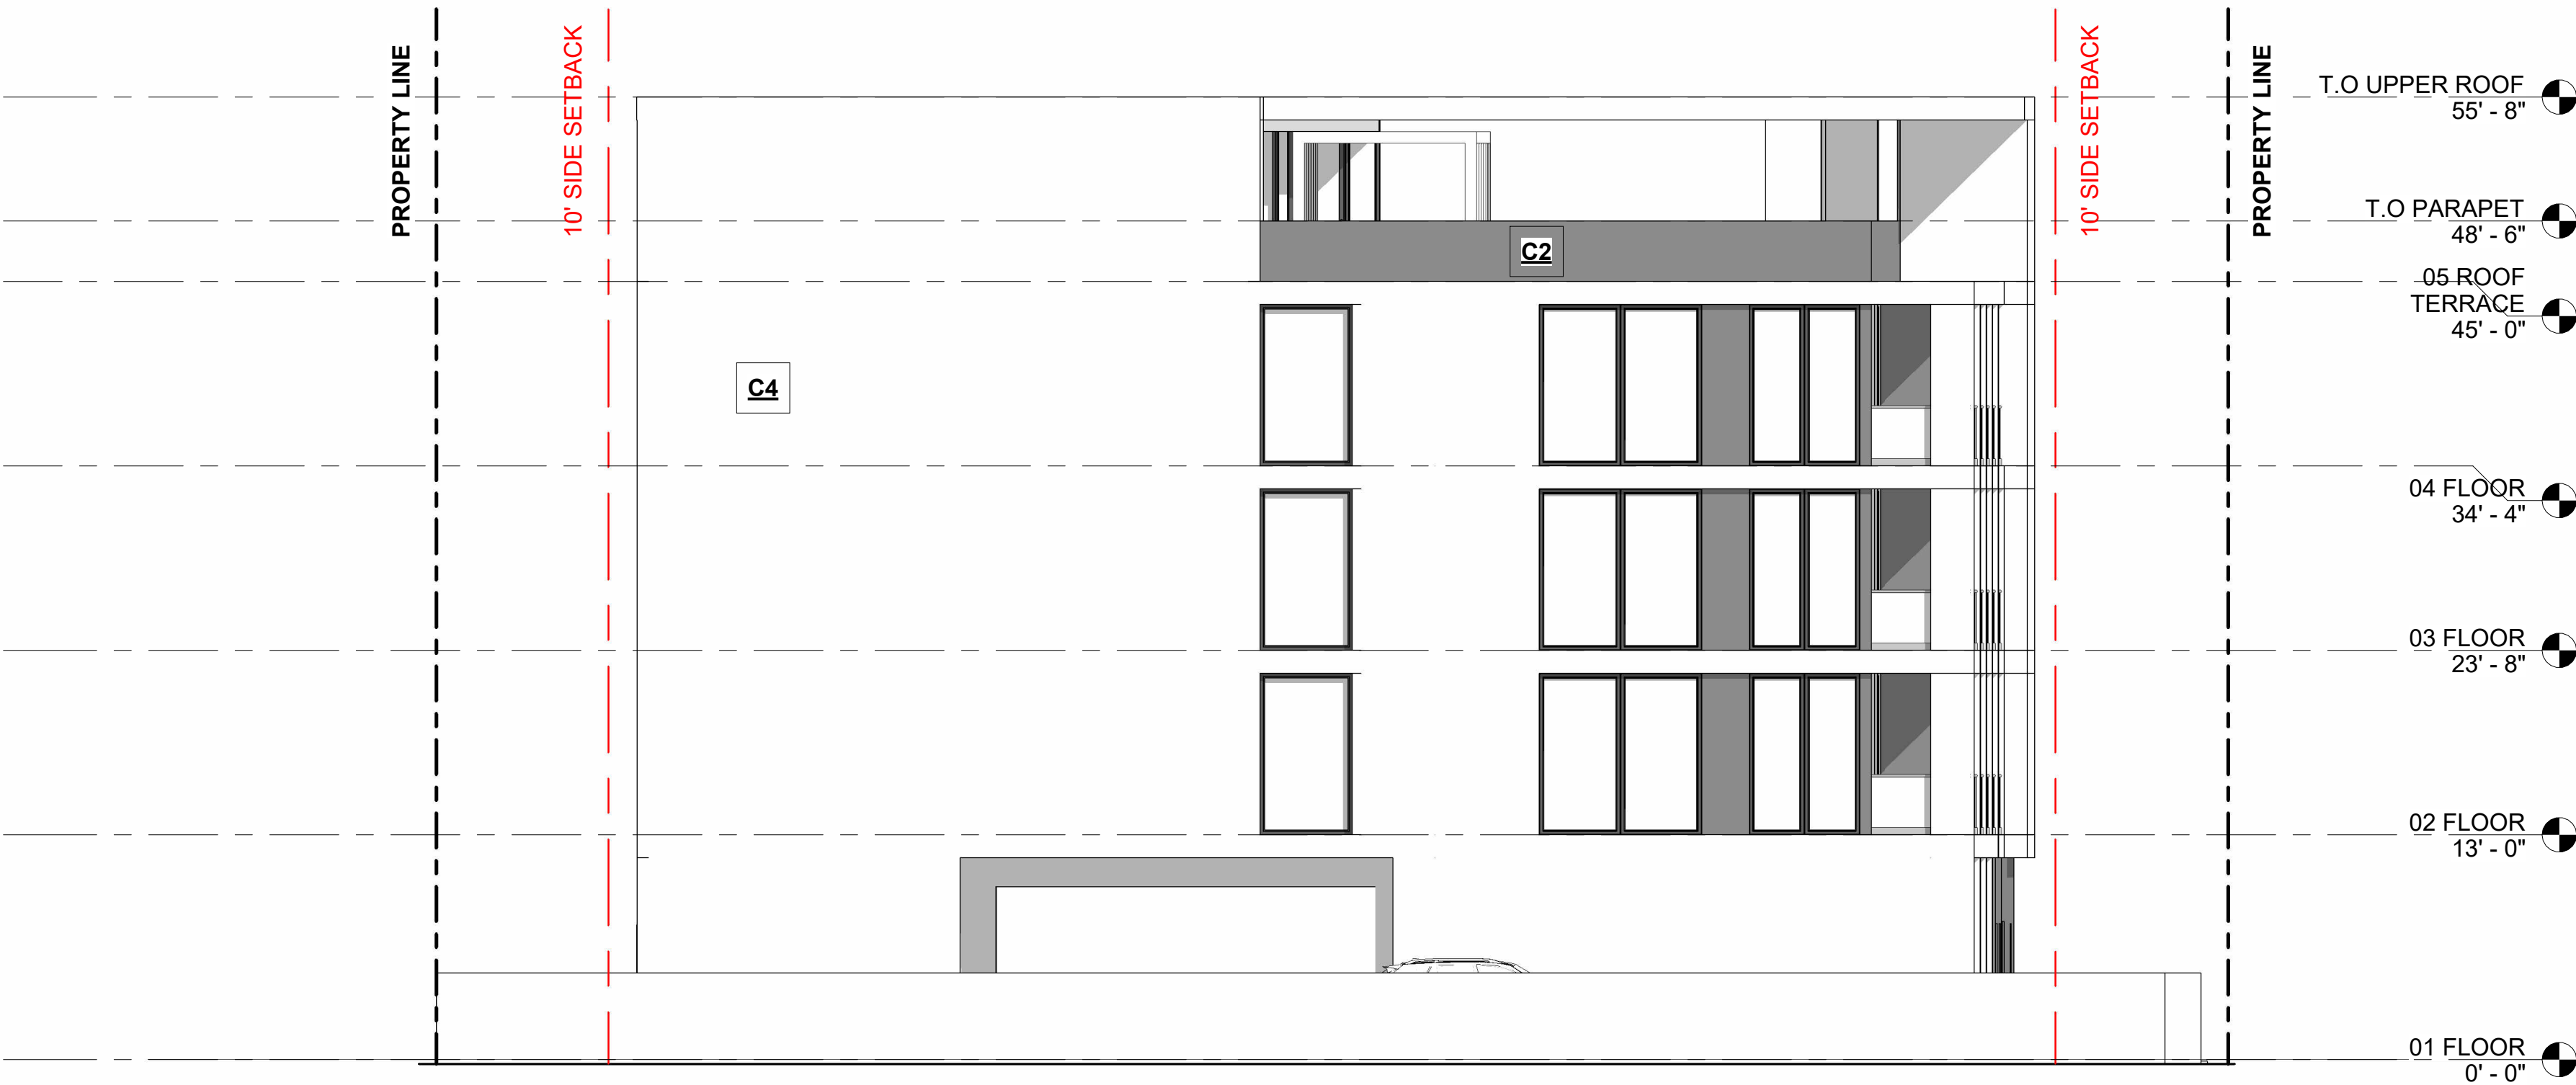 PROPERTY LINE
10' SIDE SETBACK
10' SIDE SETBACK
PROPERTY LINE
T.O UPPER ROOF
55' - 8"
T.O PARAPET
48' - 6"
C2
05 ROOF
TERRACE
45' - 0"
C4
04 FLOOR
34' - 4"
03 FLOOR
23' - 8"
02 FLOOR
13' - 0"
01 FLOOR
0' - 0"